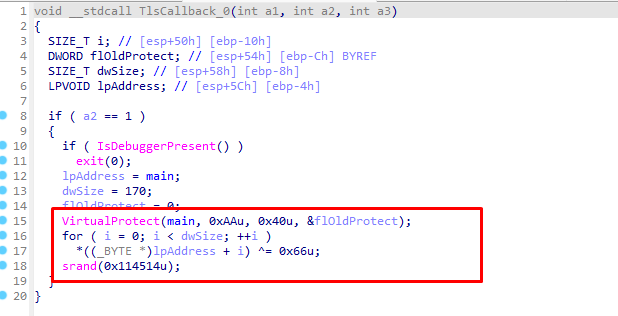 1 void __stdcall TlsCallback_0(int a1, int a2, int a3)
2 {
3 SIZE_T i; // [esp+50h] [ebp-10h]
4 DWORD flOldProtect; // [esp+54h] [ebp-Ch] BYREF
5 SIZE_T dwSize; // [esp+58h] [ebp-8h]
6 LPVOID lpAddress; // [esp+5Ch] [ebp-4h]
7
8 if ( a2 == 1 )
9 {
10 if ( IsDebuggerPresent() )
11 exit(0);
12 lpAddress = main;
13 dwSize = 170;
14 flOldProtect = 0;
15 VirtualProtect(main, 0xAAu, 0x40u, &flOldProtect);
16 for ( i = 0; i < dwSize; ++i )
17 *((_BYTE *)lpAddress + i) ^= 0x66u;
18 srand(0x114514u);
19 }
20 }